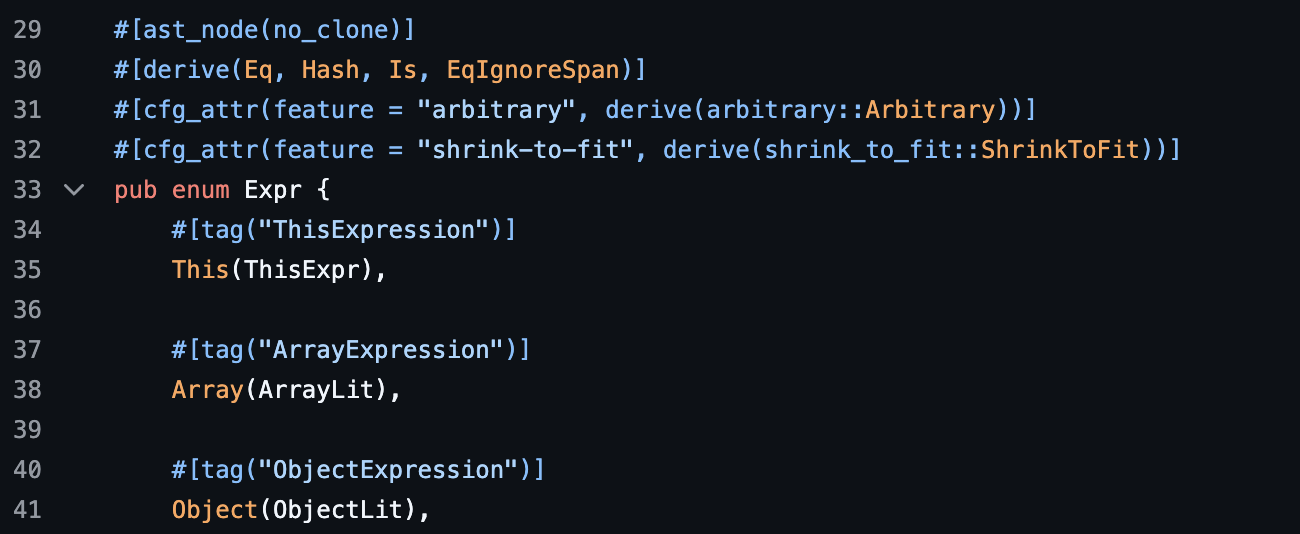 29 #[ast_node(no_clone)]
30 #[derive(Eq, Hash, Is, EqIgnoreSpan)]
31 #[cfg_attr(feature = "arbitrary", derive(arbitrary::Arbitrary))]
32 #[cfg_attr(feature = "shrink-to-fit", derive(shrink_to_fit::ShrinkToFit))]
33 pub enum Expr {
34     #[tag("ThisExpression")]
35     This(ThisExpr),
36
37     #[tag("ArrayExpression")]
38     Array(ArrayLit),
39
40     #[tag("ObjectExpression")]
41     Object(ObjectLit),